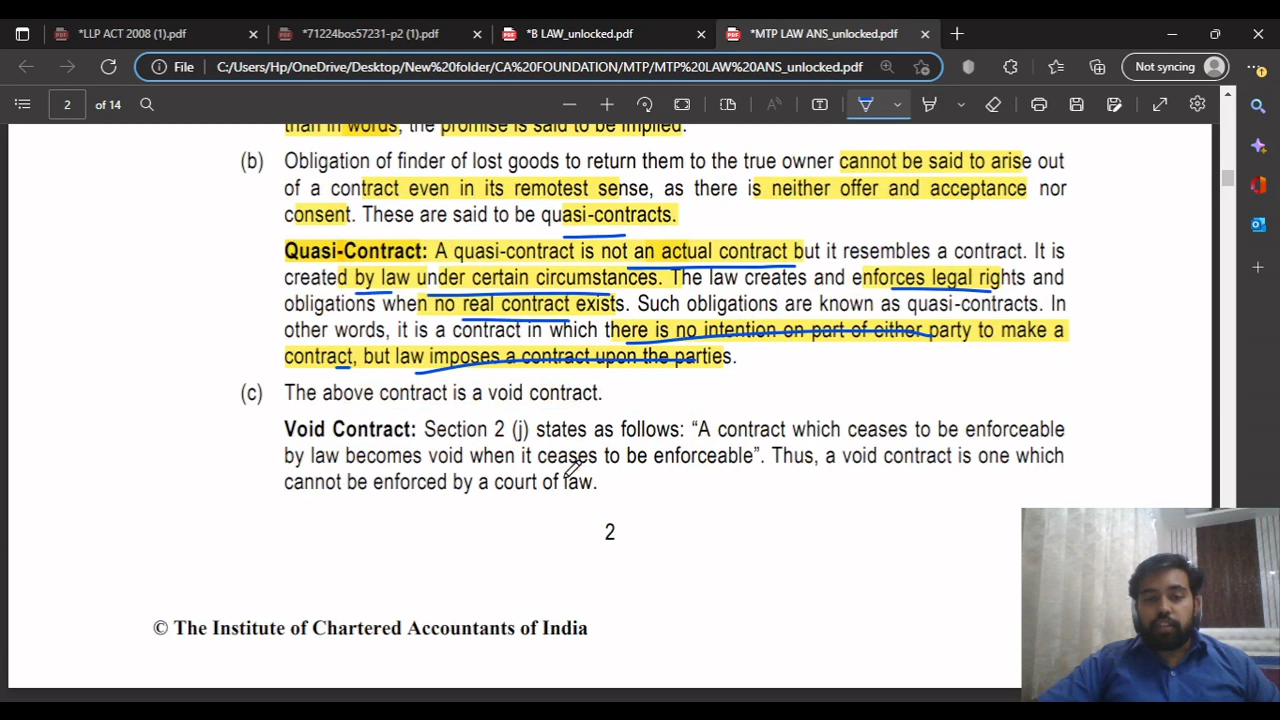 *LLP ACT 2008 (1).pdf
*71224bos57231-p2 (1).pdf
*B LAW_unlocked.pdf
*MTP LAW ANS_unlocked.pdf
File
C:/Users/Hp/OneDrive/Desktop/New%20folder/CA%20FOUNDATION/MTP/MTP%20LAW%20ANS_unlocked.pdf
Not syncing
2 of 14
than in words, the promise is said to be implied.
(b) Obligation of finder of lost goods to return them to the true owner cannot be said to arise out
of a contract even in its remotest sense, as there is neither offer and acceptance nor
consent. These are said to be quasi-contracts.
Quasi-Contract: A quasi-contract is not an actual contract but it resembles a contract. It is
created by law under certain circumstances. The law creates and enforces legal rights and
obligations when no real contract exists. Such obligations are known as quasi-contracts. In
other words, it is a contract in which there is no intention on part of either party to make a
contract, but law imposes a contract upon the parties.
(c) The above contract is a void contract.
Void Contract: Section 2 (j) states as follows: “A contract which ceases to be enforceable
by law becomes void when it ceases to be enforceable”. Thus, a void contract is one which
cannot be enforced by a court of law.
2
© The Institute of Chartered Accountants of India